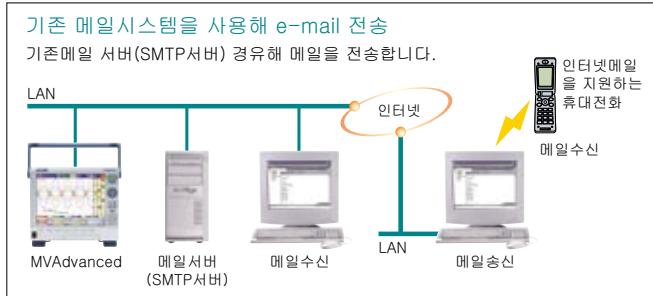 기존 메일시스템을 사용해 e-mail 전송
기존메일 서버(SMTP서버) 경유해 메일을 전송합니다.
LAN
인터넷
인터넷메일
을 지원하는
휴대전화
메일수신
MVAdvanced
메일서버
(SMTP서버)
메일수신
LAN
메일송신